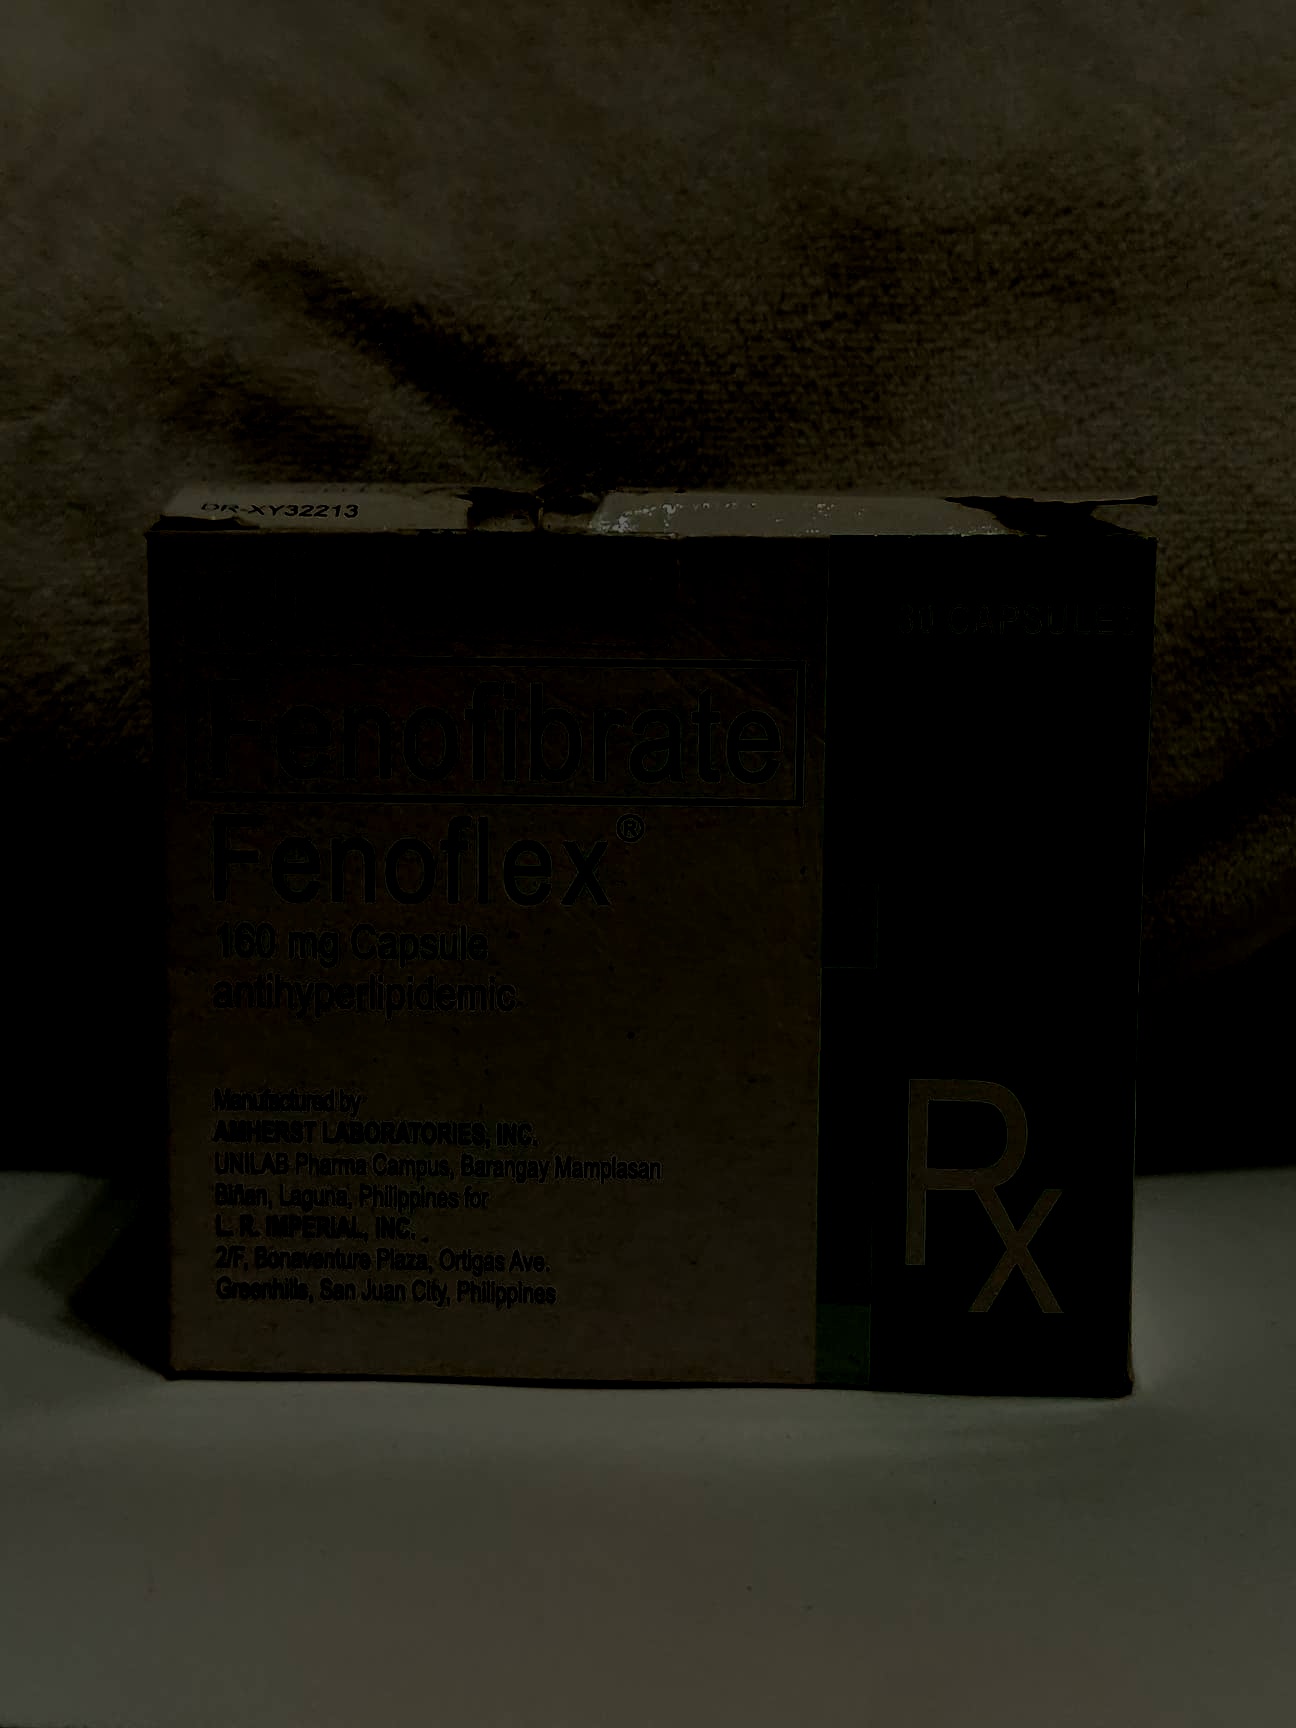 DR-XY32213
CAPSULES
Fenofibrate
Fenoflex®
160 mg Capsule
antihyperlipidemic
Manufactured by
AMHERST LABORATORIES, INC.
UNILAB Pharma Campus, Barangay Mamplasan
Biñan, Laguna, Philippines for
L. R. IMPERIAL, INC.
2/F, Bonaventure Plaza, Ortigas Ave.
Greenhills, San Juan City, Philippines
Rx